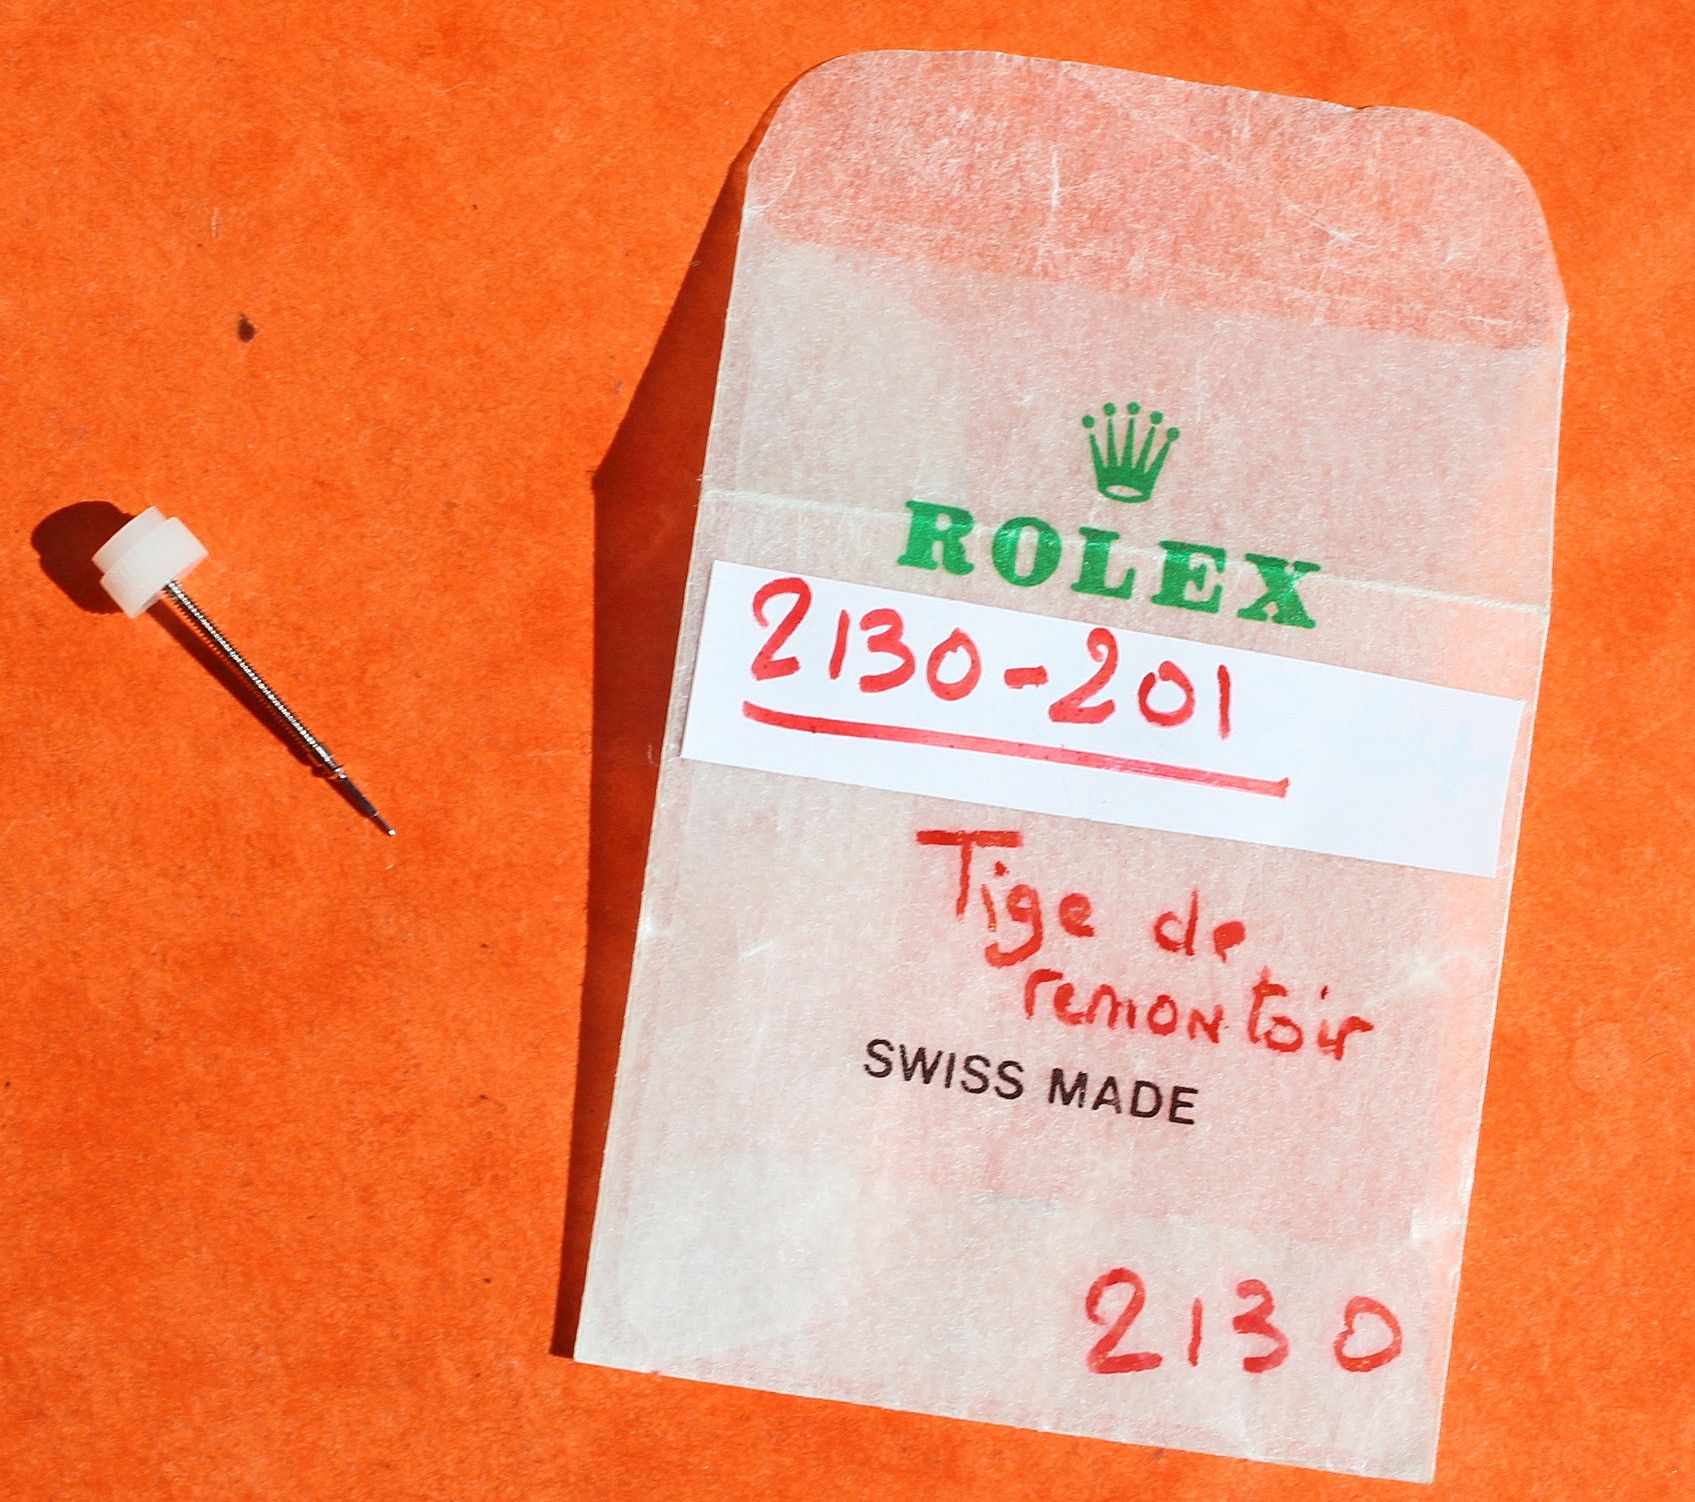 ROLEX
2130-201
Tige de
remontoir
SWISS MADE
2130